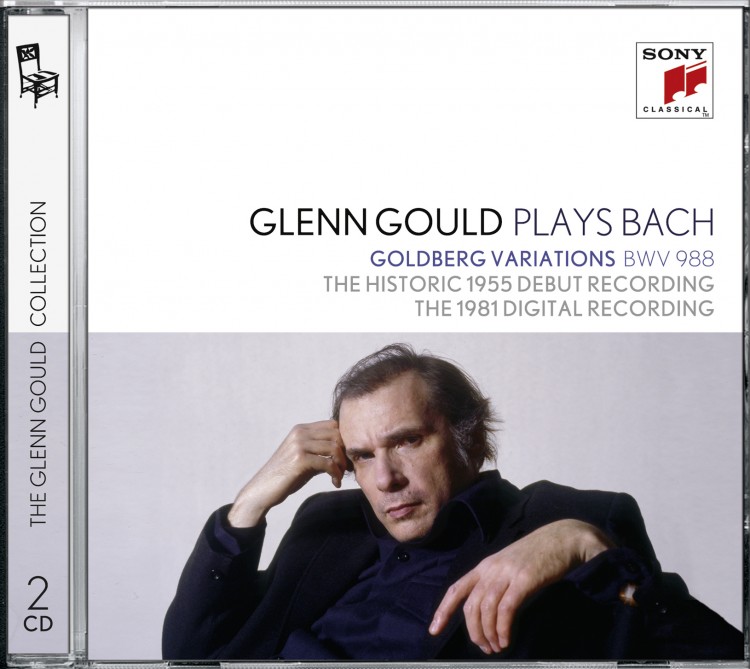 SONY
CLASSICAL
TM
GLENN GOULD PLAYS BACH
GOLDBERG VARIATIONS BWV 988
THE HISTORIC 1955 DEBUT RECORDING
THE 1981 DIGITAL RECORDING
THE GLENN GOULD COLLECTION
2
CD